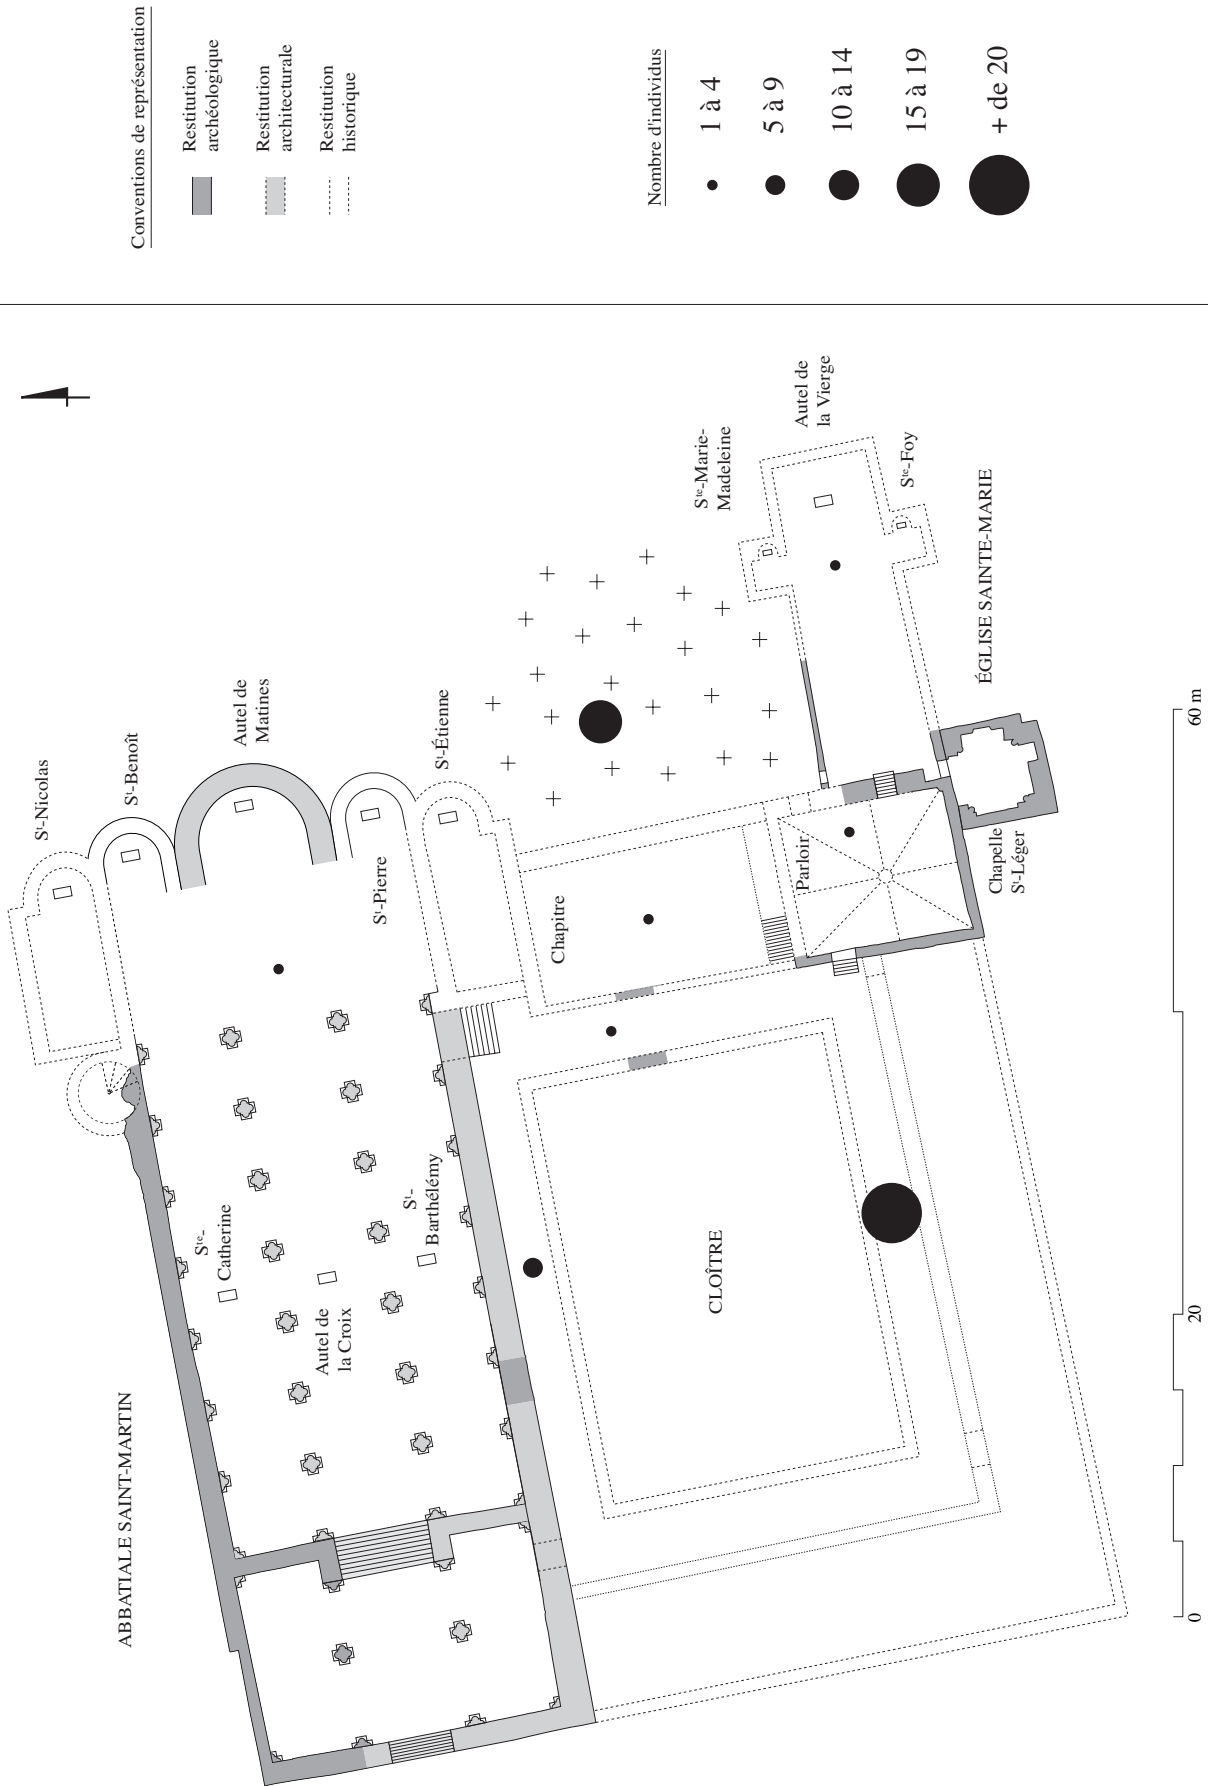 Conventions de représentation
Restitution
archéologique
Restitution
architecturale
Restitution
historique
Nombre d'individus
1 à 4
5 à 9
10 à 14
15 à 19
+ de 20
ABBATIALE SAINT-MARTIN
Sᵗ-Nicolas
Sᵗ-Benoît
Autel de
Matines
Sᵗ-Pierre
Sᵗ-Étienne
Sᵗᵉ-
Catherine
Autel de
la Croix
Sᵗ-
Barthélémy
Chapitre
CLOÎTRE
Parloir
Sᵗᵉ-Marie-
Madeleine
Autel de
la Vierge
Sᵗᵉ-Foy
ÉGLISE SAINTE-MARIE
Chapelle
Sᵗ-Léger
0
20
60 m